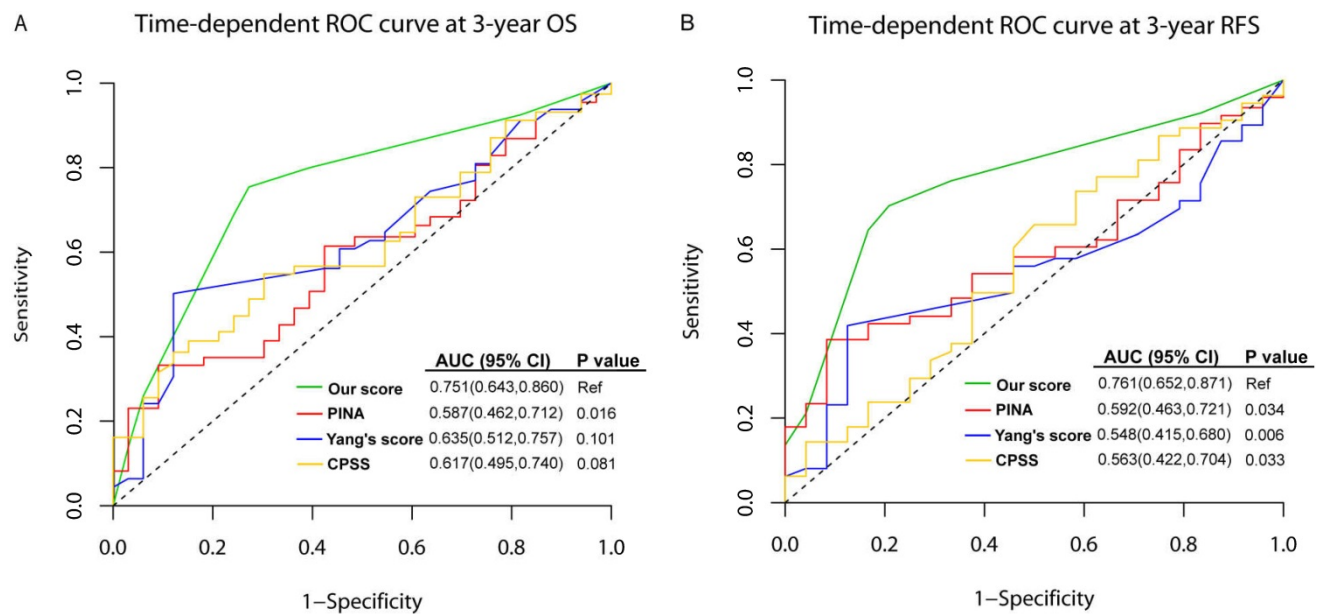 A Time-dependent ROC curve at 3-year OS
Sensitivity
0.0 0.2 0.4 0.6 0.8 1.0
AUC (95% CI) P value
Our score 0.751(0.643,0.860) Ref
PINA 0.587(0.462,0.712) 0.016
Yang's score 0.635(0.512,0.757) 0.101
CPSS 0.617(0.495,0.740) 0.081
0.0 0.2 0.4 0.6 0.8 1.0
1−Specificity
B Time-dependent ROC curve at 3-year RFS
Sensitivity
0.0 0.2 0.4 0.6 0.8 1.0
AUC (95% CI) P value
Our score 0.761(0.652,0.871) Ref
PINA 0.592(0.463,0.721) 0.034
Yang's score 0.548(0.415,0.680) 0.006
CPSS 0.563(0.422,0.704) 0.033
0.0 0.2 0.4 0.6 0.8 1.0
1−Specificity